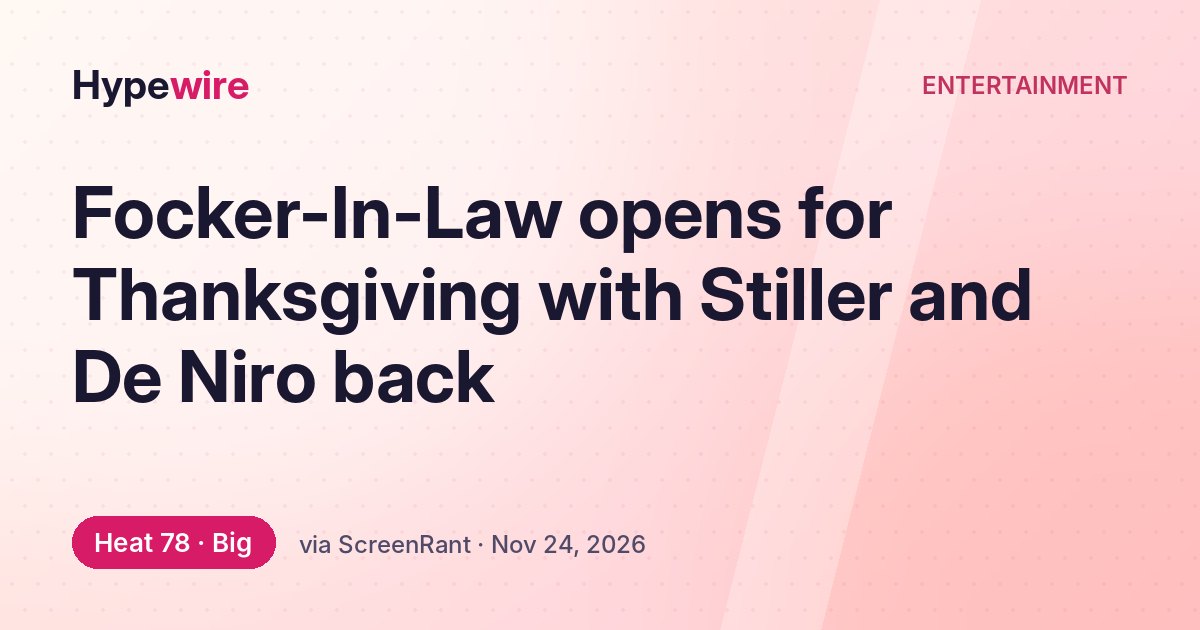 Hypewire
ENTERTAINMENT
Focker-In-Law opens for
Thanksgiving with Stiller and
De Niro back
Heat 78 · Big
via ScreenRant · Nov 24, 2026